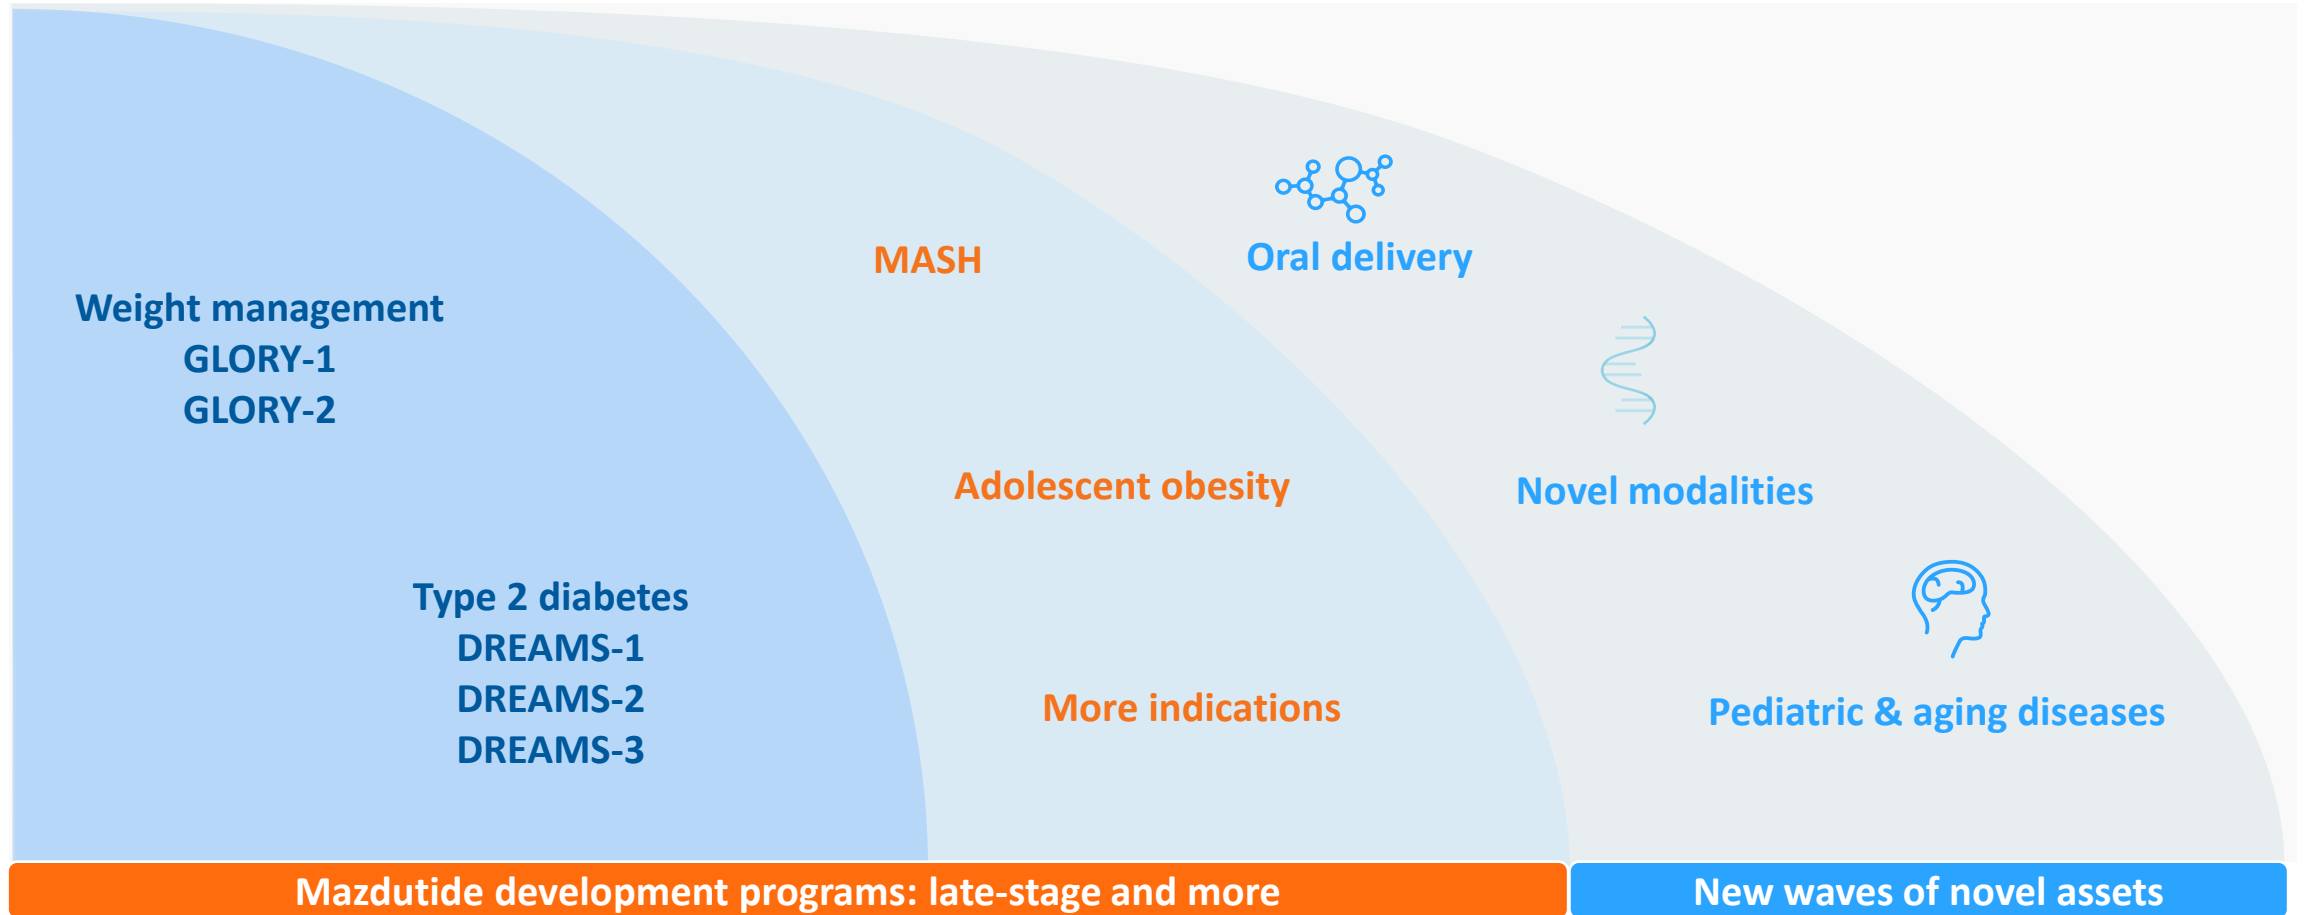 Weight management
GLORY-1
GLORY-2
Type 2 diabetes
DREAMS-1
DREAMS-2
DREAMS-3
MASH
Adolescent obesity
More indications
Oral delivery
Novel modalities
Pediatric & aging diseases
Mazdutide development programs: late-stage and more
New waves of novel assets